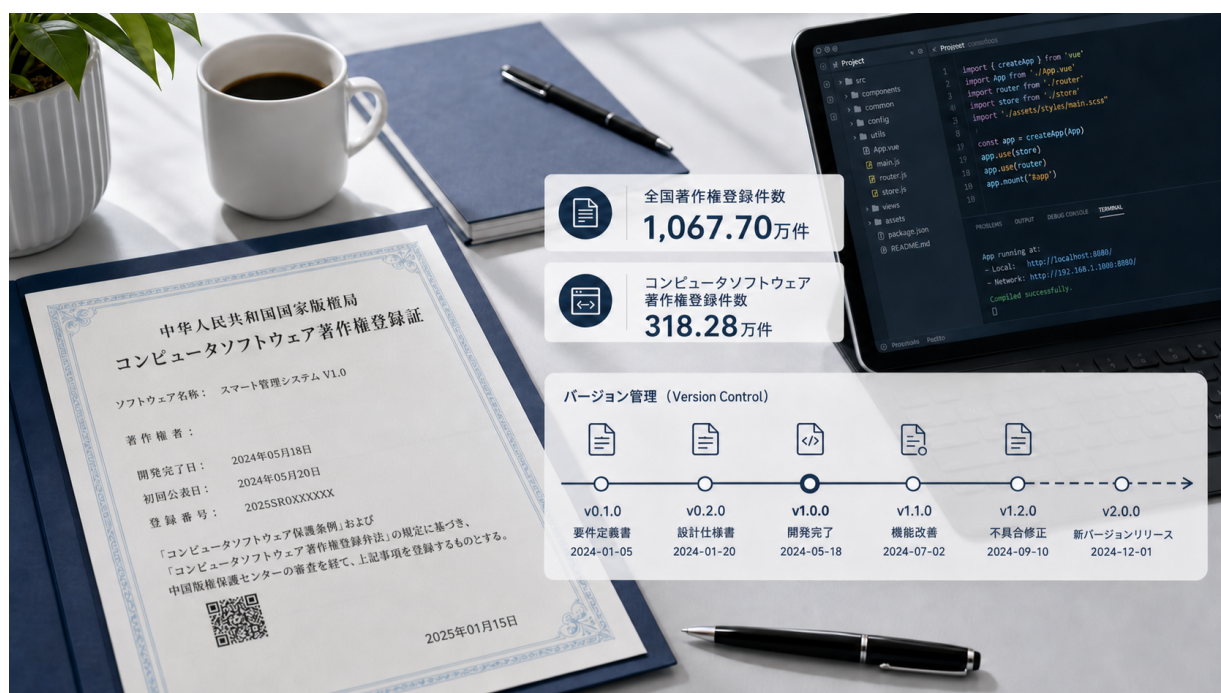 中华人民共和国国家版権局
コンピュータソフトウェア著作権登録証
ソフトウェア名称： スマート管理システム V1.0
著作権者：
開発完了日： 2024年05月18日
初回公表日： 2024年05月20日
登録番号： 2025SR0XXXXXX
「コンピュータソフトウェア保護条例」および
「コンピュータソフトウェア著作権登録弁法」の規定に基づき、
中国版権保護センターの審査を経て、上記事項を登録するものとする。
2025年01月15日
全国著作権登録件数
1,067.70万件
コンピュータソフトウェア
著作権登録件数
318.28万件
バージョン管理（Version Control）
v0.1.0
要件定義書
2024-01-05
v0.2.0
設計仕様書
2024-01-20
v1.0.0
開発完了
2024-05-18
v1.1.0
機能改善
2024-07-02
v1.2.0
不具合修正
2024-09-10
v2.0.0
新バージョンリリース
2024-12-01
Project
src
components
common
config
utils
App.vue
main.js
router.js
store.js
views
assets
package.json
README.md
import { createApp } from 'vue'
import App from './App.vue'
import router from './router'
import store from './store'
import './assets/styles/main.scss"
const app = createApp(App)
app.use(store)
app.use(router)
app.mount("#app')
PROBLEMS OUTPUT DEBUG CONSOLE TERMINAL
App running at:
- Local: http://localhost:8080/
- Network: http://192.168.1.1000:8080/
Compiled successfully.